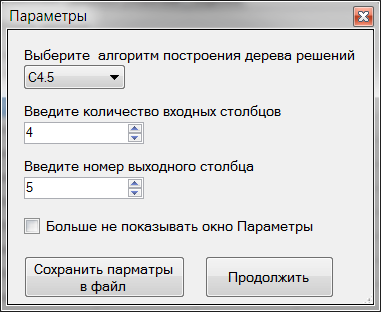 Параметры
Выберите алгоритм построения дерева решений
C4.5
Введите количество входных столбцов
4
Введите номер выходного столбца
5
Больше не показывать окно Параметры
Сохранить парматры
в файл
Продолжить